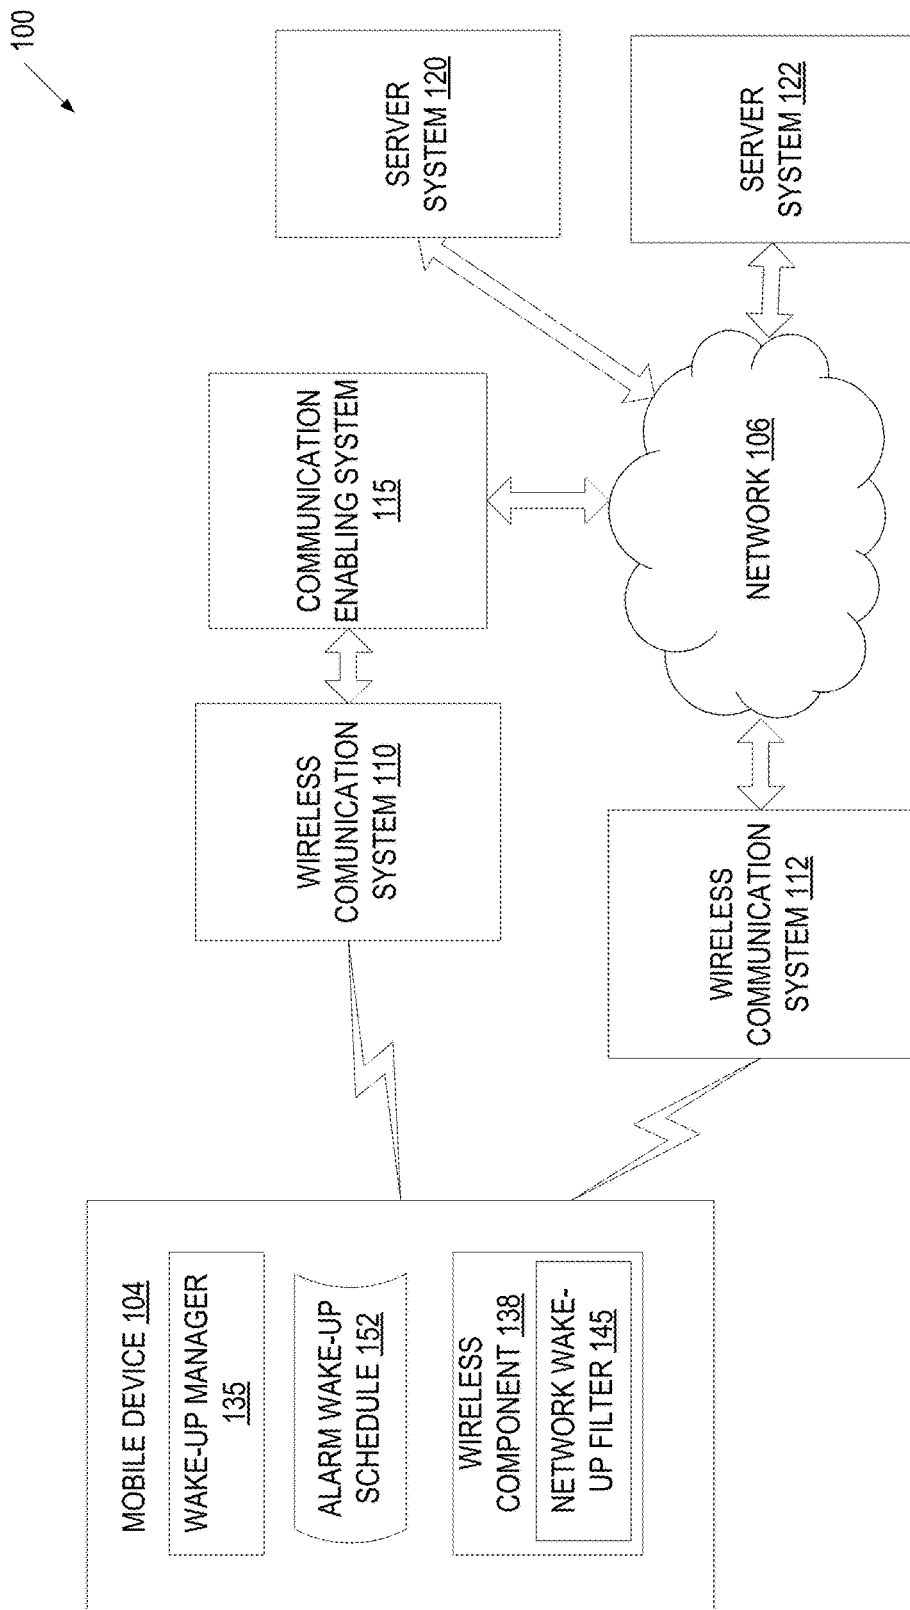 100
MOBILE DEVICE 104
WAKE-UP MANAGER
135
ALARM WAKE-UP
SCHEDULE 152
WIRELESS
COMPONENT 138
NETWORK WAKE-
UP FILTER 145
WIRELESS
COMUNICATION
SYSTEM 110
COMMUNICATION
ENABLING SYSTEM
115
SERVER
SYSTEM 120
WIRELESS
COMMUNICATION
SYSTEM 112
NETWORK 106
SERVER
SYSTEM 122